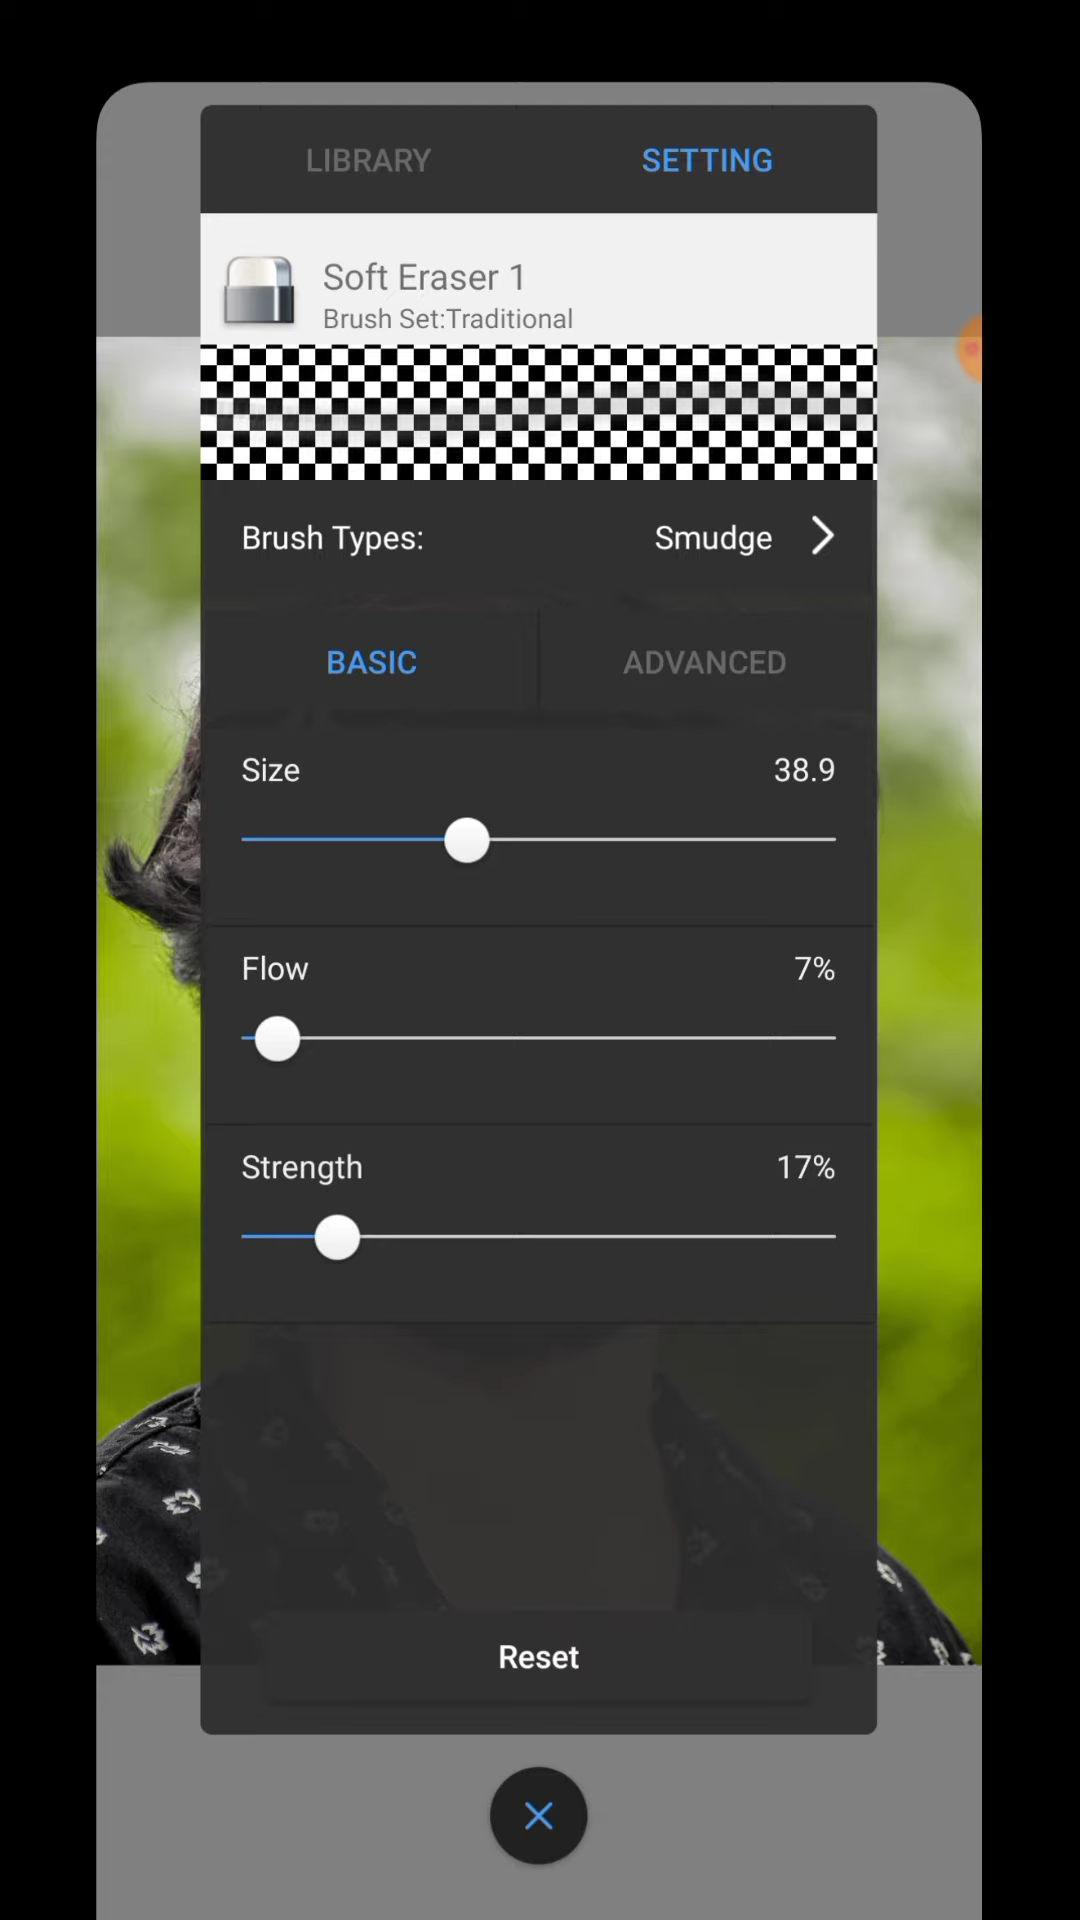 LIBRARY SETTING
Soft Eraser 1
Brush Set:Traditional
Brush Types: Smudge
BASIC ADVANCED
Size 38.9
Flow 7%
Strength 17%
Reset